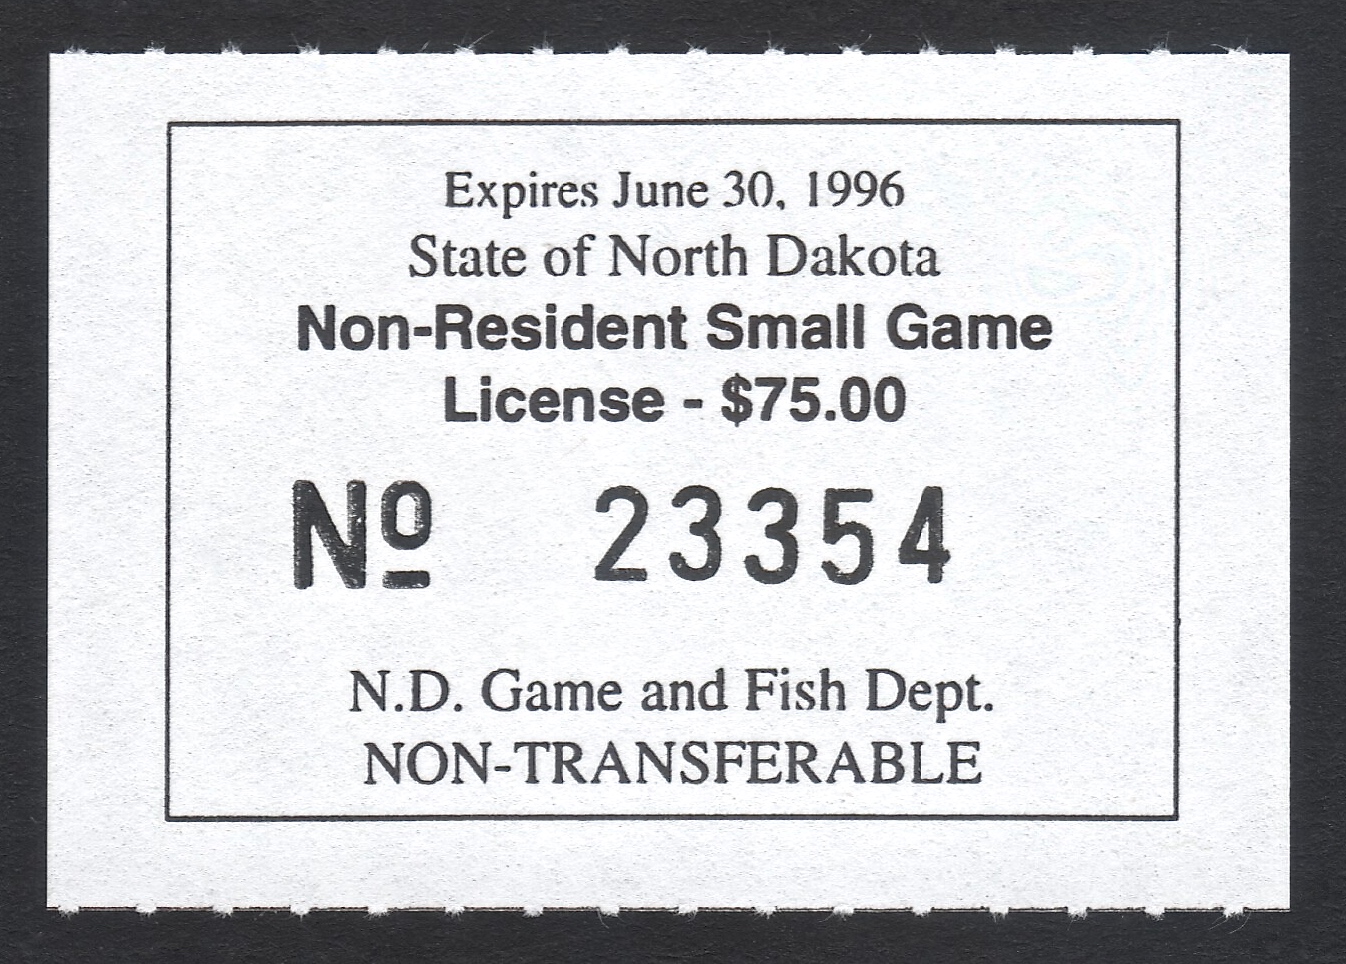 Expires June 30, 1996
State of North Dakota
Non-Resident Small Game
License - $75.00
Nº 23354
N.D. Game and Fish Dept.
NON-TRANSFERABLE